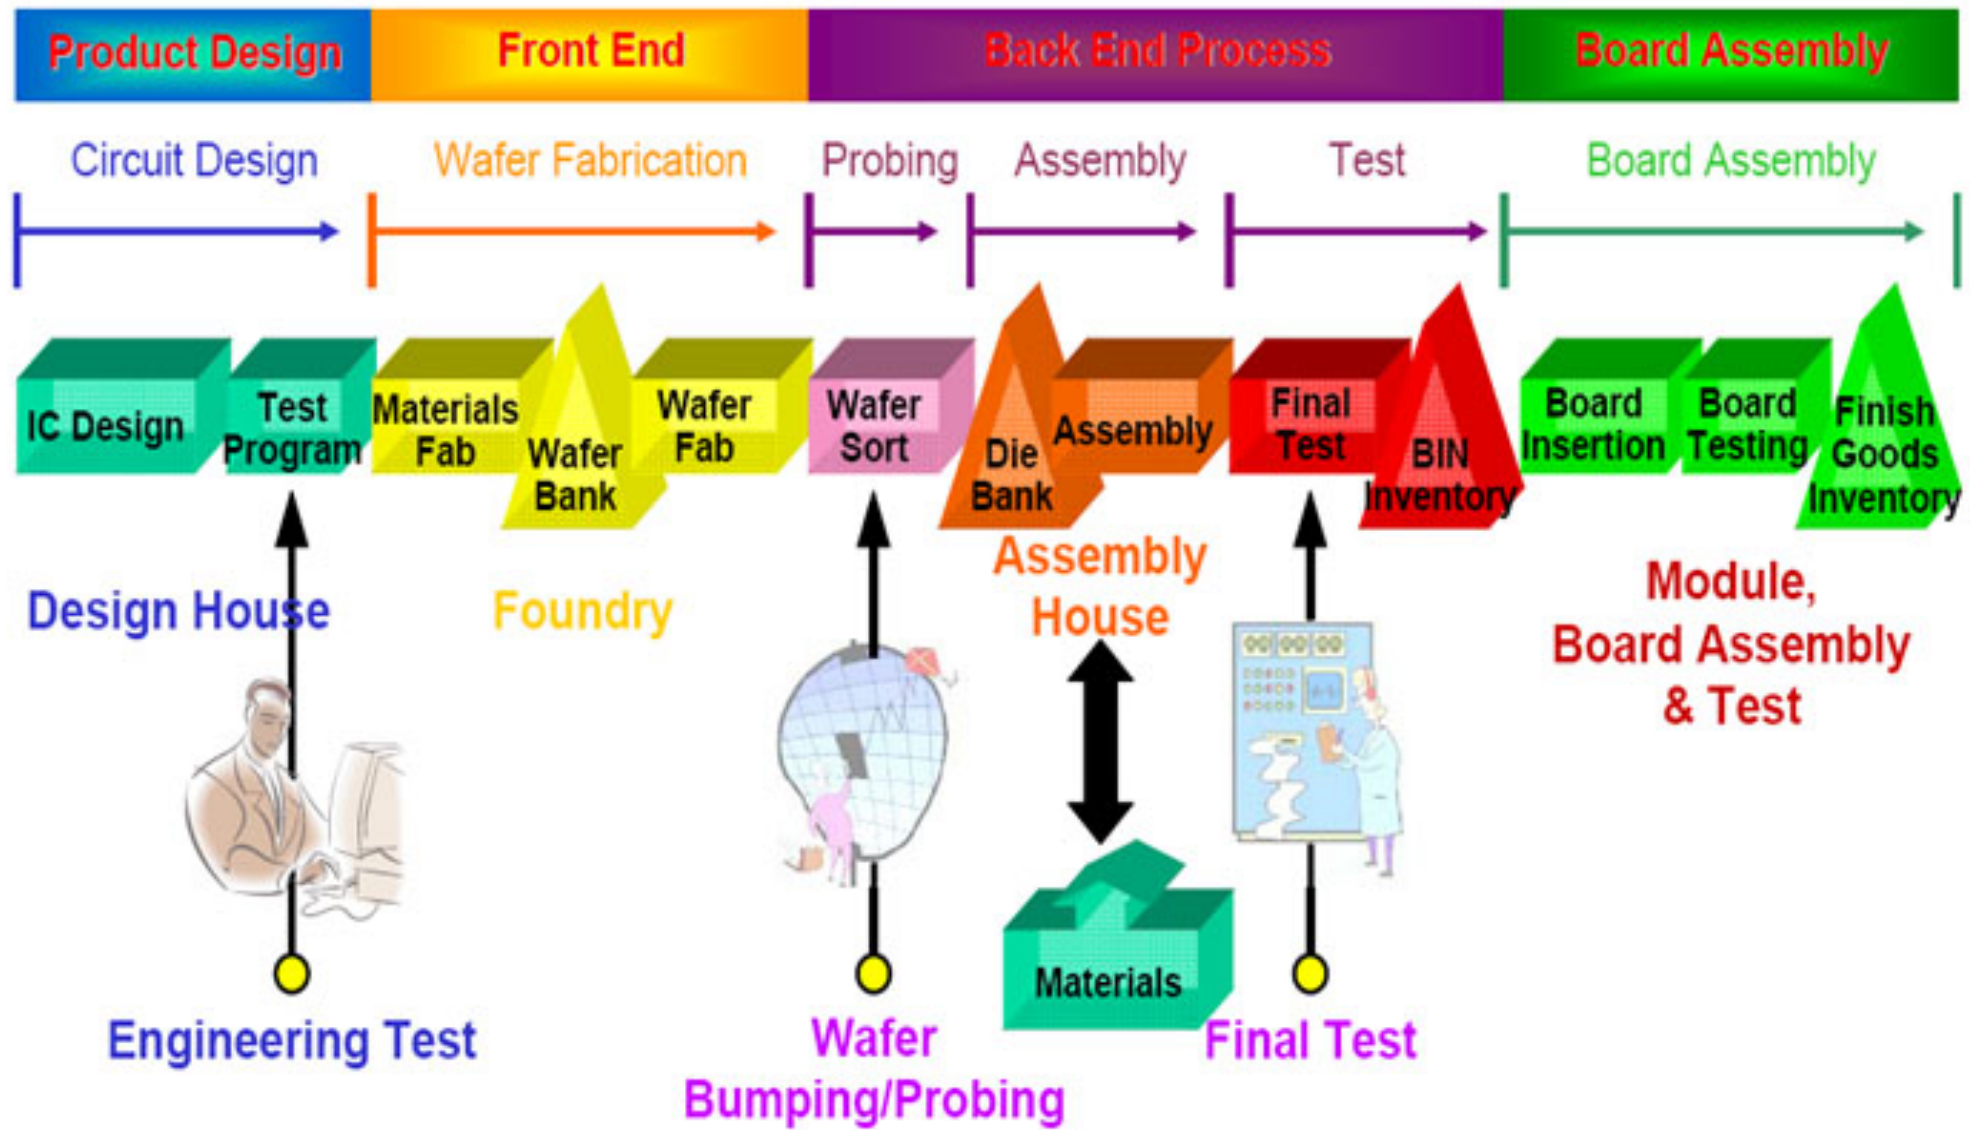 Product Design
Front End
Back End Process
Board Assembly
Circuit Design
Wafer Fabrication
Probing
Assembly
Test
Board Assembly
IC Design
Test
Program
Materials
Fab
Wafer
Bank
Wafer
Fab
Wafer
Sort
Die
Bank
Assembly
Final
Test
BIN
Inventory
Board
Insertion
Board
Testing
Finish
Goods
Inventory
Design House
Foundry
Assembly
House
Module,
Board Assembly
& Test
Materials
Engineering Test
Wafer
Bumping/Probing
Final Test